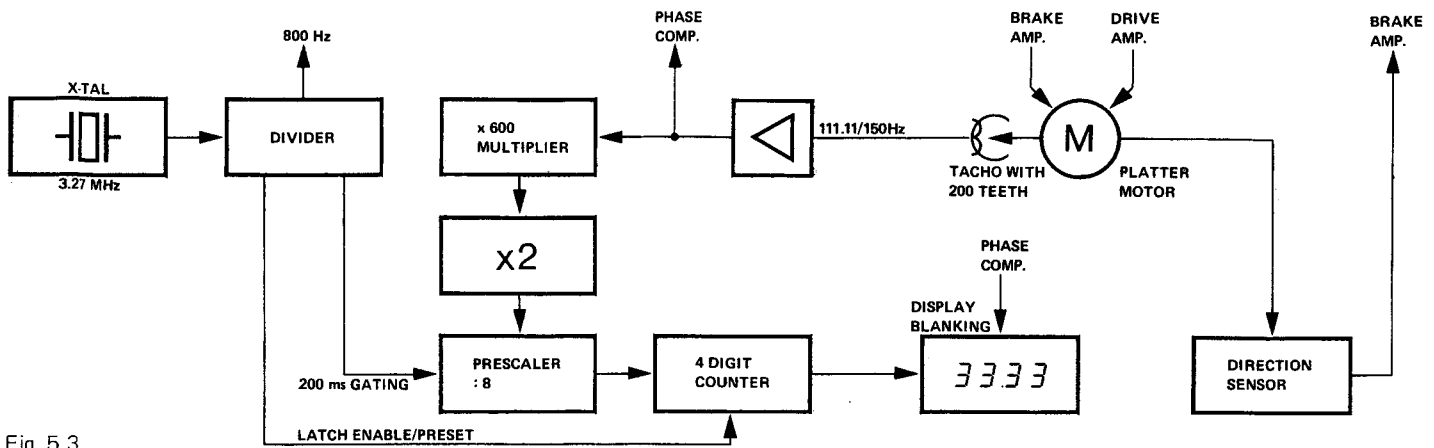 PHASE
COMP.
BRAKE
AMP.
DRIVE
AMP.
BRAKE
AMP.
800 Hz
X-TAL
DIVIDER
x 600
MULTIPLIER
111.11/150Hz
M
3.27 MHz
TACHO WITH
200 TEETH
PLATTER
MOTOR
x2
PHASE
COMP.
DISPLAY
BLANKING
PRESCALER
: 8
4 DIGIT
COUNTER
33.33
DIRECTION
SENSOR
200 ms GATING
LATCH ENABLE/PRESET
Fig. 5.3